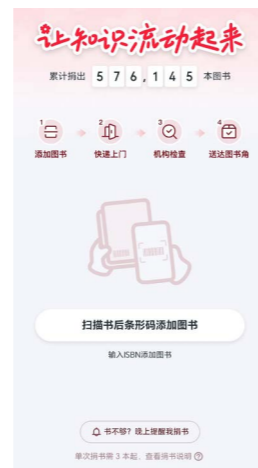 让知识流动起来
累计捐出 576,145 本图书
1 2 3 4
添加图书 快速上门 机构检查 送达图书角
扫描书后条形码添加图书
输入ISBN添加图书
书不够？晚上提醒我捐书
单次捐书需 3 本起，查看捐书说明